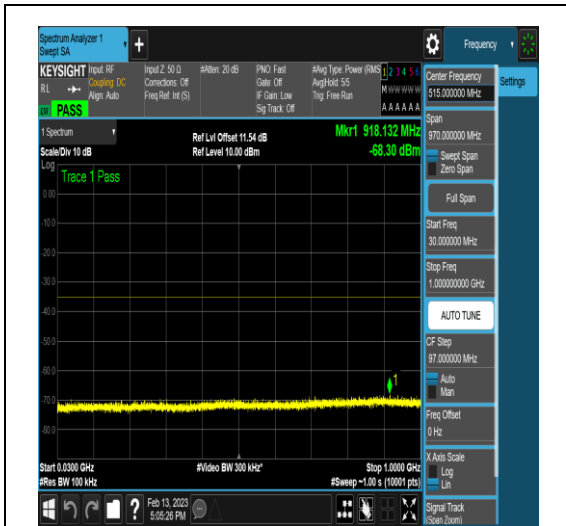 Spectrum Analyzer 1
Swept SA
+
Frequency
KEYSIGHT
RL
PASS
Input: RF
Coupling: DC
Align: Auto
Input Z: 50 Ω
Corrections: Off
Freq Ref: Int (S)
#Atten: 20 dB
PNO: Fast
Gate: Off
IF Gain: Low
Sig Track: Off
#Avg Type: Power (RMS
Avg|Hold: 5/5
Trig: Free Run
1 2 3 4 5 6
M W W W W W
A A A A A A
1 Spectrum
Scale/Div 10 dB
Ref Lvl Offset 11.54 dB
Ref Level 10.00 dBm
Mkr1 918.132 MHz
-68.30 dBm
Log
Trace 1 Pass
0.00
-10.0
-20.0
-30.0
-40.0
-50.0
-60.0
-70.0
-80.0
1
Start 0.0300 GHz
#Res BW 100 kHz
#Video BW 300 kHz*
Stop 1.0000 GHz
#Sweep ~1.00 s (10001 pts)
Feb 13, 2023
5:05:26 PM
Settings
Center Frequency
515.000000 MHz
Span
970.000000 MHz
Swept Span
Zero Span
Full Span
Start Freq
30.000000 MHz
Stop Freq
1.000000000 GHz
AUTO TUNE
CF Step
97.000000 MHz
Auto
Man
Freq Offset
0 Hz
X Axis Scale
Log
Lin
Signal Track
(Span Zoom)